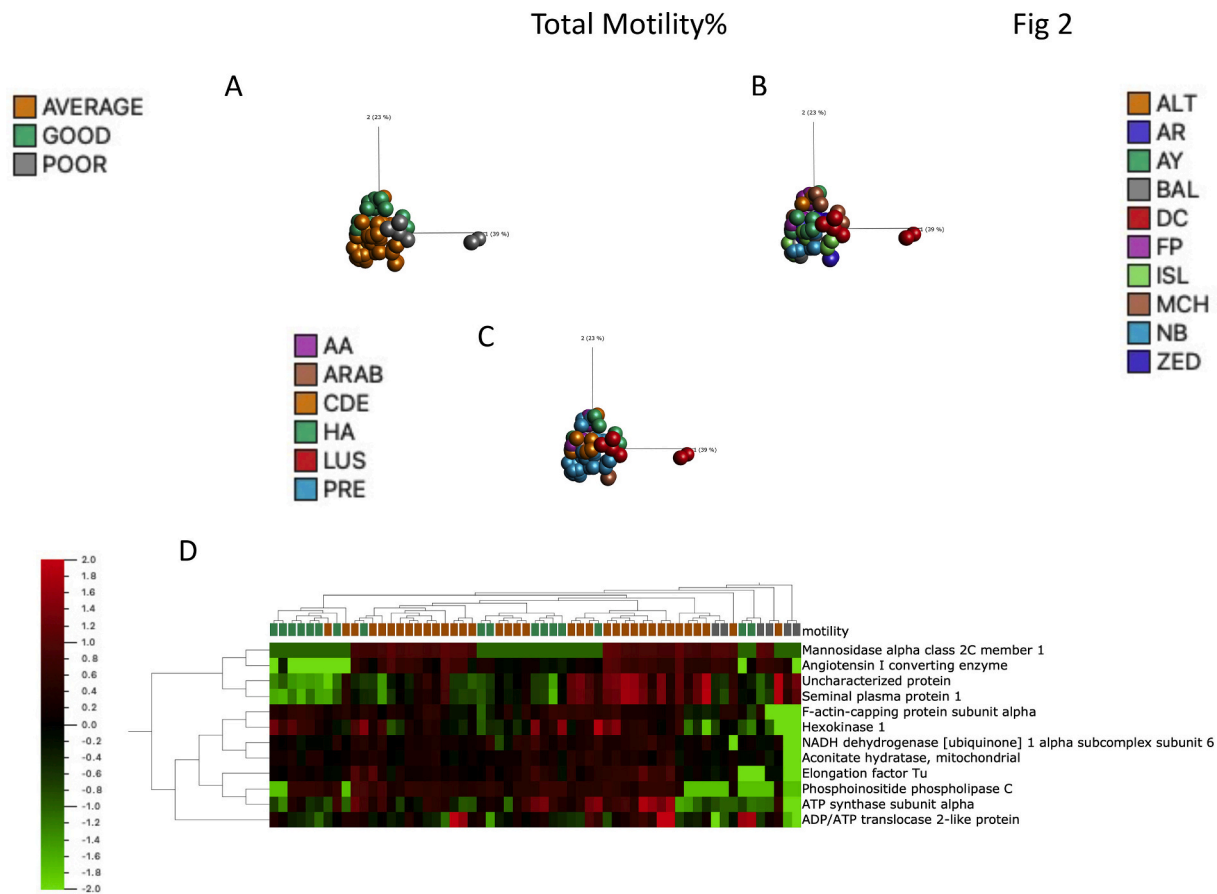 Total Motility%
Fig 2
A
B
AVERAGE
GOOD
POOR
2 (23 %)
1 (39 %)
2 (23 %)
1 (39 %)
ALT
AR
AY
BAL
DC
FP
ISL
MCH
NB
ZED
C
AA
ARAB
CDE
HA
LUS
PRE
2 (23 %)
1 (39 %)
D
2.0
1.8
1.6
1.4
1.2
1.0
0.8
0.6
0.4
0.2
0.0
-0.2
-0.4
-0.6
-0.8
-1.0
-1.2
-1.4
-1.6
-1.8
-2.0
motility
Mannosidase alpha class 2C member 1
Angiotensin I converting enzyme
Uncharacterized protein
Seminal plasma protein 1
F-actin-capping protein subunit alpha
Hexokinase 1
NADH dehydrogenase [ubiquinone] 1 alpha subcomplex subunit 6
Aconitate hydratase, mitochondrial
Elongation factor Tu
Phosphoinositide phospholipase C
ATP synthase subunit alpha
ADP/ATP translocase 2-like protein